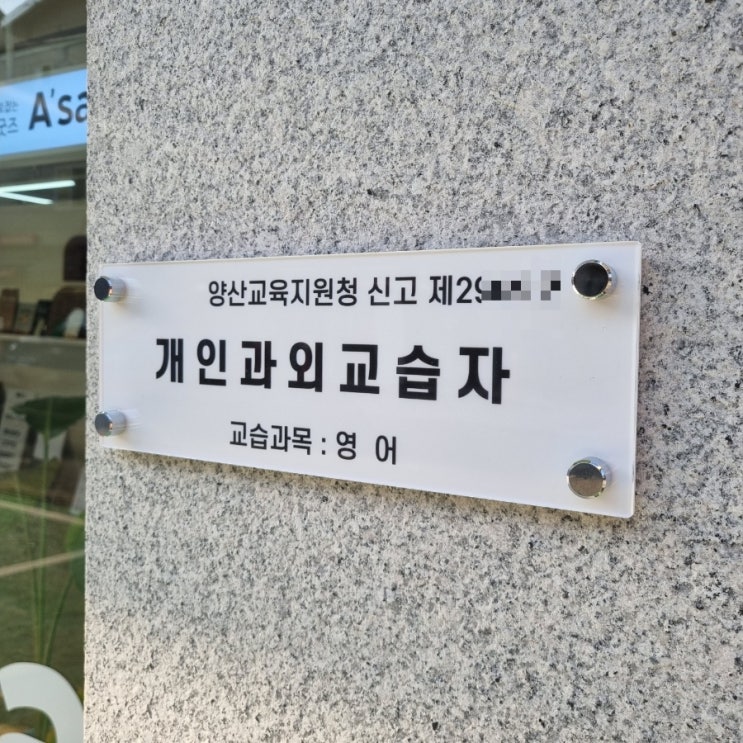 A'sa
양산교육지원청 신고 제29
개인과외교습자
교습과목 : 영 어